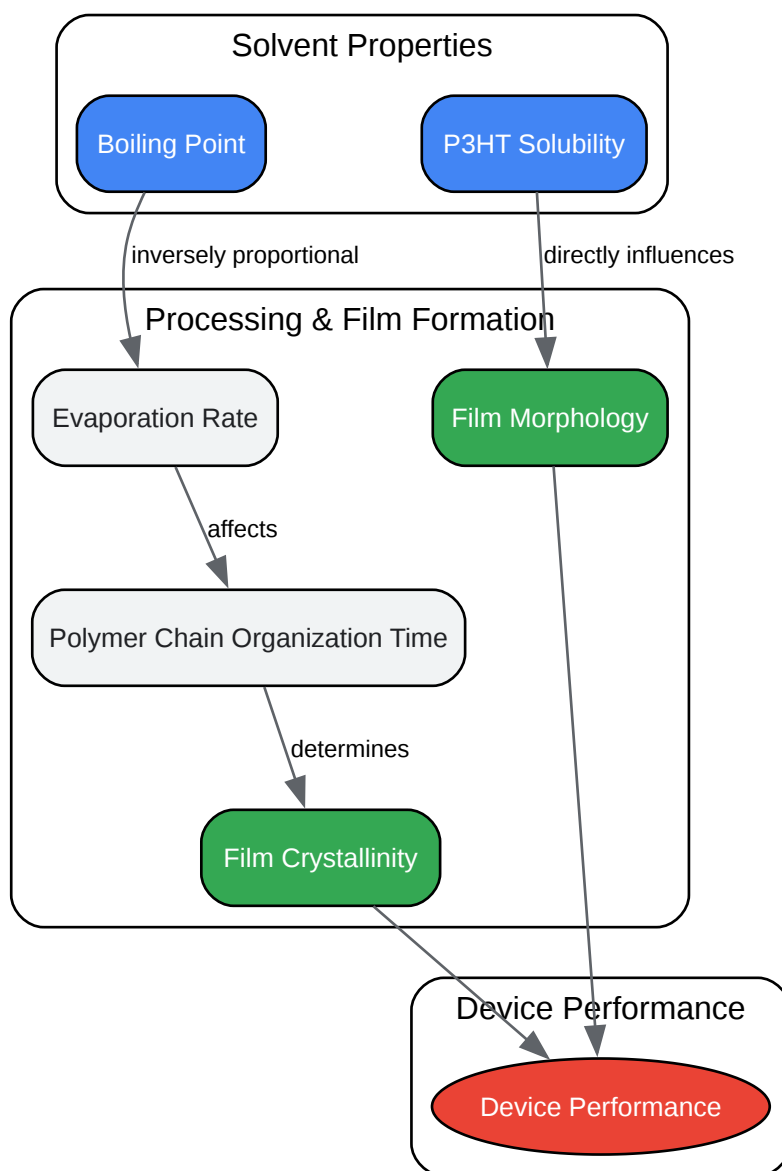 Solvent Properties
Boiling Point
P3HT Solubility
inversely proportional
directly influences
Processing & Film Formation
Evaporation Rate
Film Morphology
affects
Polymer Chain Organization Time
determines
Film Crystallinity
Device Performance
Device Performance